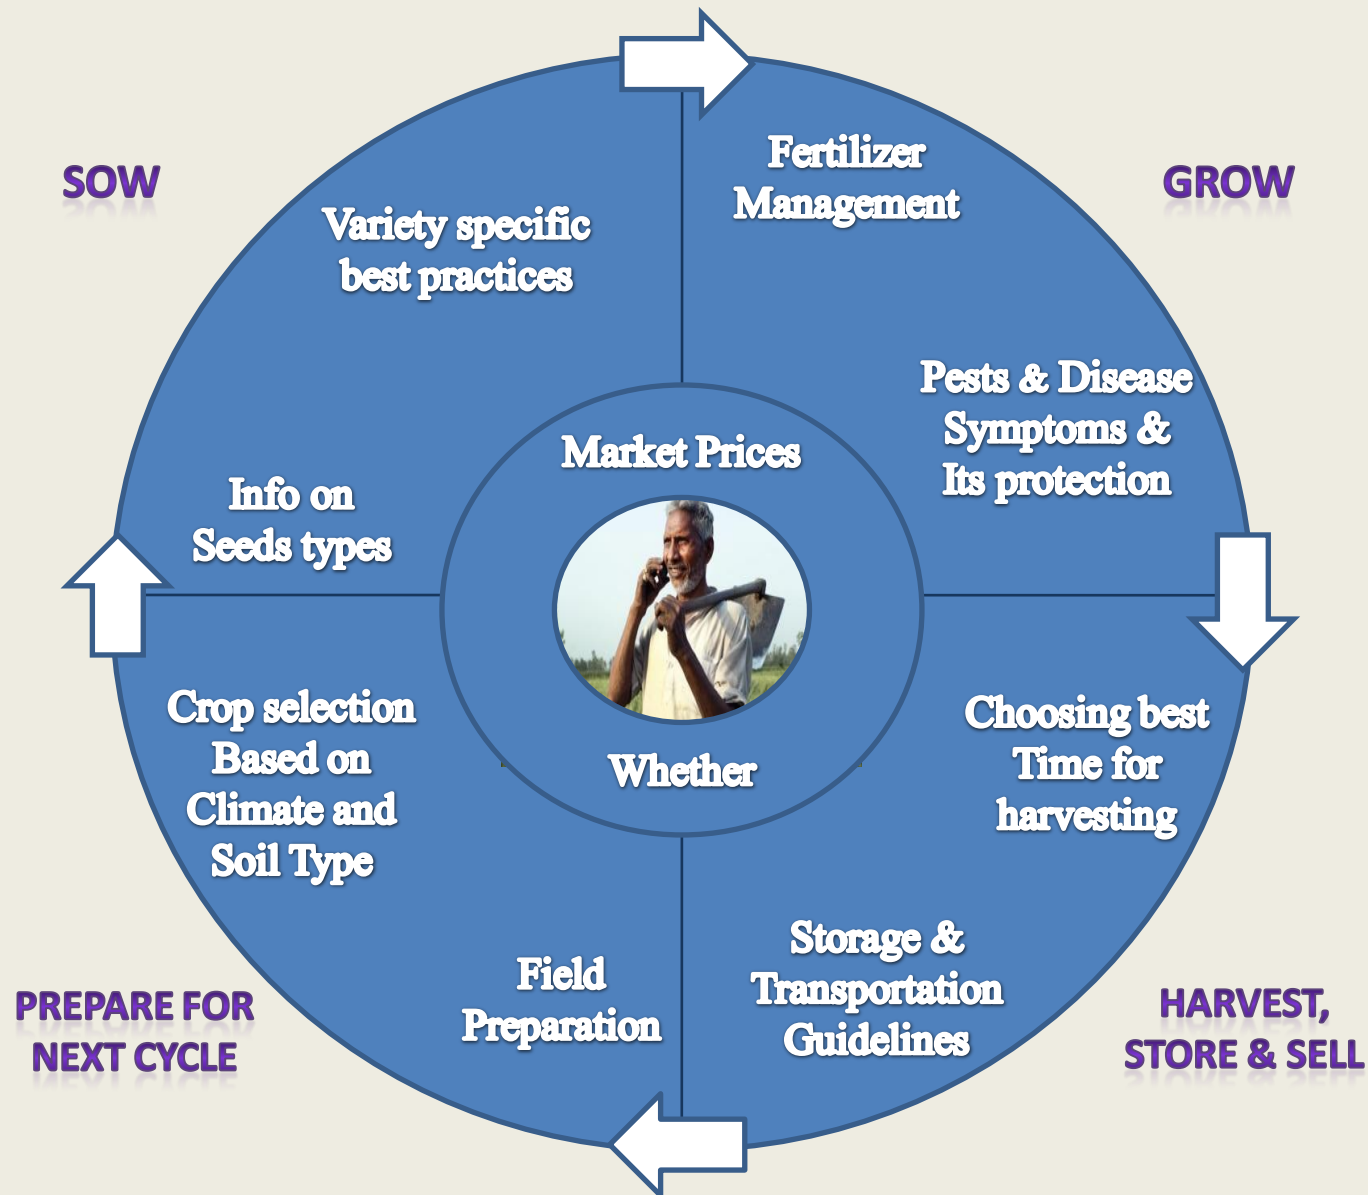 SOW
GROW
Variety specific
best practices
Info on
Seeds types
Fertilizer
Management
Pests & Disease
Symptoms &
Its protection
Market Prices
Whether
Choosing best
Time for
harvesting
Storage &
Transportation
Guidelines
HARVEST,
STORE & SELL
Crop selection
Based on
Climate and
Soil Type
Field
Preparation
PREPARE FOR
NEXT CYCLE